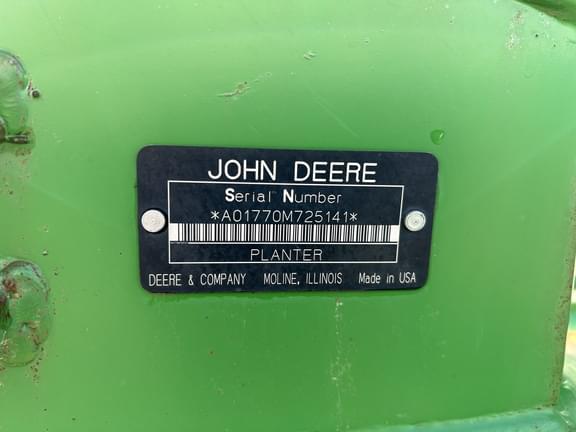 JOHN DEERE
Serial Number
*A01770M725141*
PLANTER
DEERE & COMPANY MOLINE, ILLINOIS Made in USA